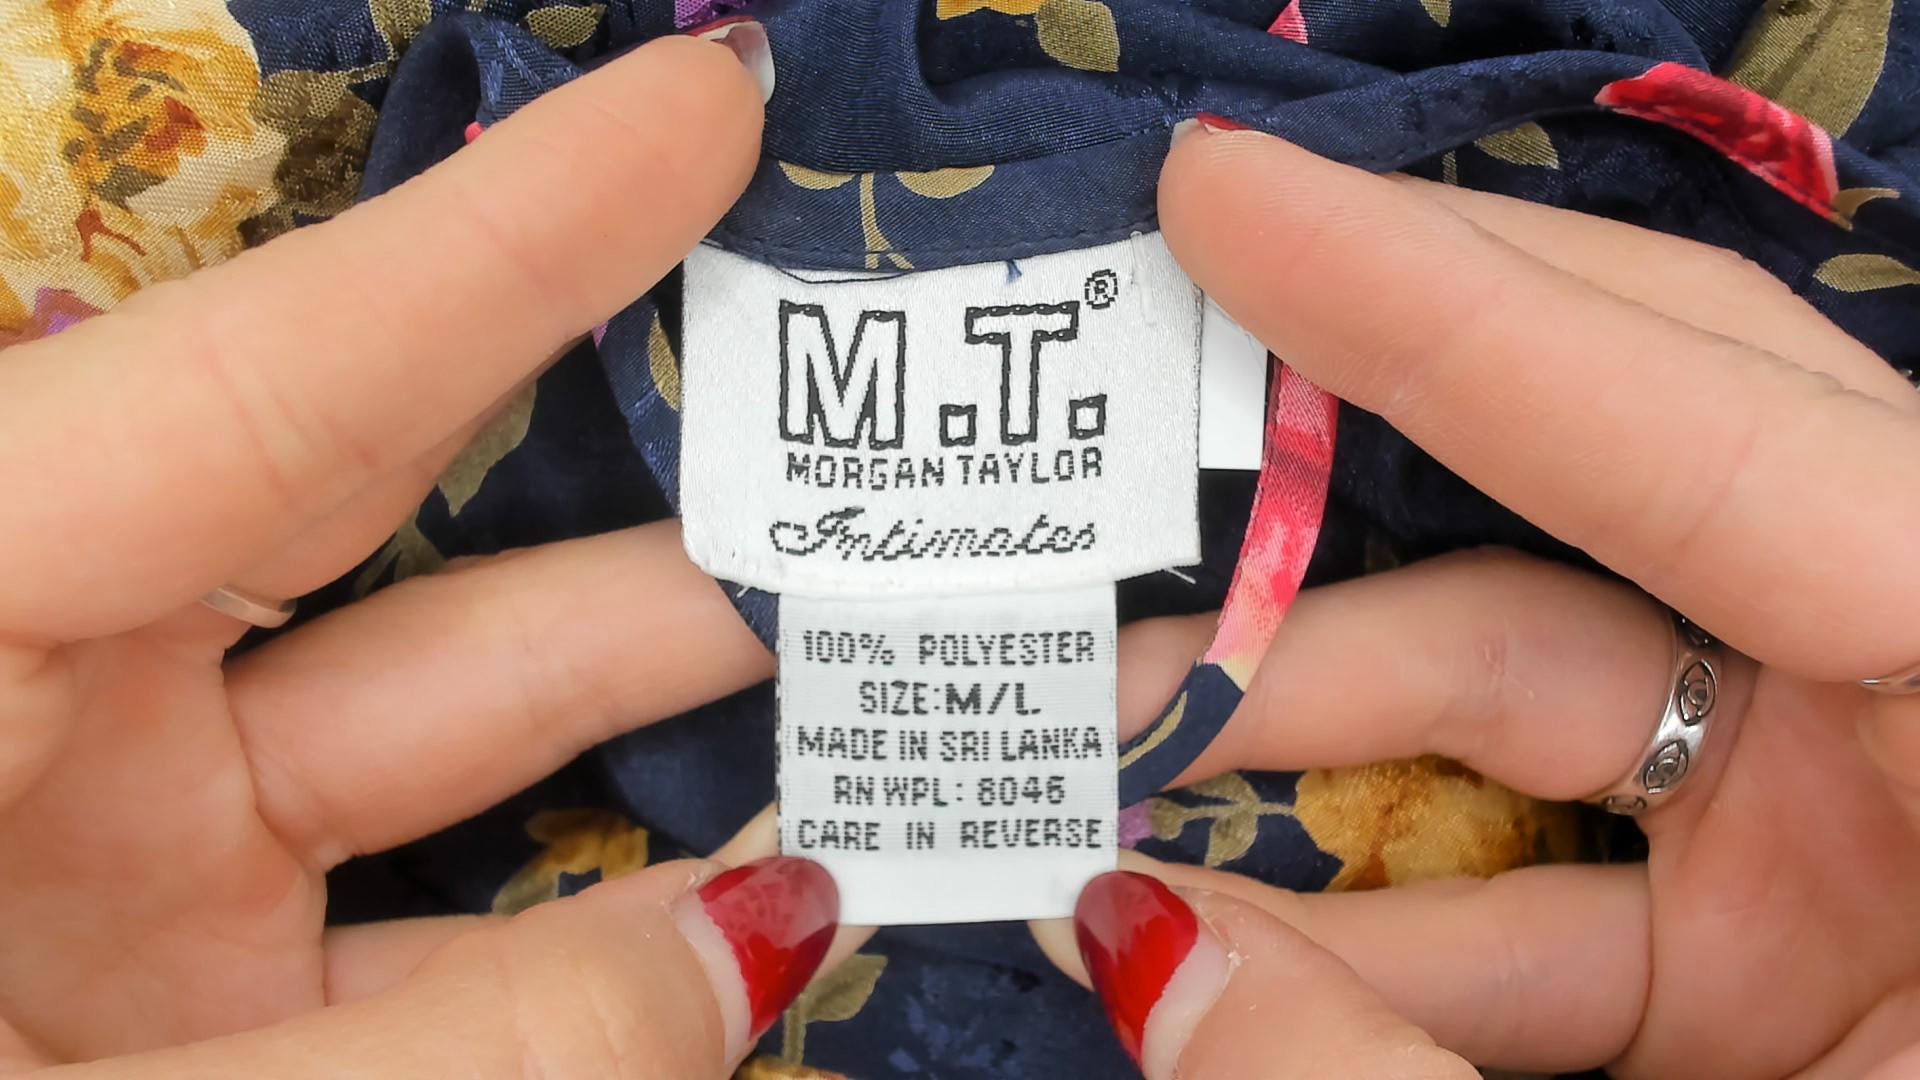 M.T.®
MORGAN TAYLOR
Intimates
100% POLYESTER
SIZE:M/L
MADE IN SRI LANKA
RN WPL: 8046
CARE IN REVERSE